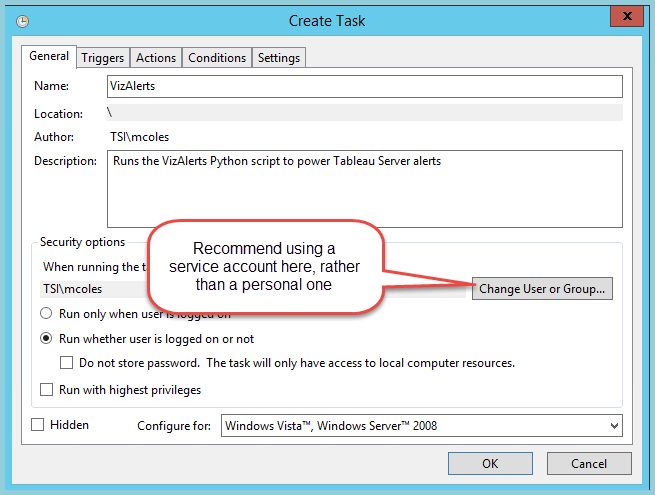 Create Task
General Triggers Actions Conditions Settings
Name: VizAlerts
Location: \
Author: TSI\mcoles
Description: Runs the VizAlerts Python script to power Tableau Server alerts
Security options
When running the t
Recommend using a
service account here, rather
than a personal one
TSI\mcoles
Change User or Group...
Run only when user is logged on
Run whether user is logged on or not
Do not store password. The task will only have access to local computer resources.
Run with highest privileges
Hidden Configure for: Windows Vista™, Windows Server™ 2008
OK Cancel